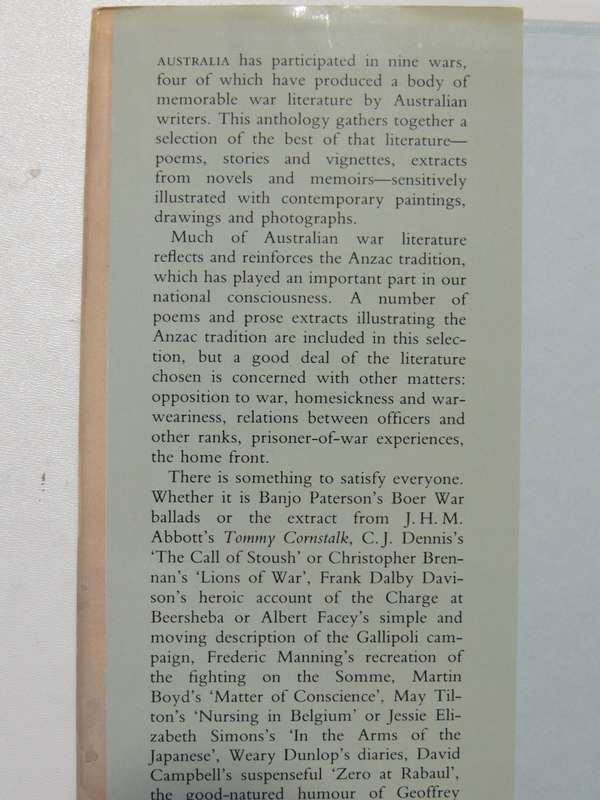 AUSTRALIA has participated in nine wars,
four of which have produced a body of
memorable war literature by Australian
writers. This anthology gathers together a
selection of the best of that literature—
poems, stories and vignettes, extracts
from novels and memoirs—sensitively
illustrated with contemporary paintings,
drawings and photographs.
Much of Australian war literature
reflects and reinforces the Anzac tradition,
which has played an important part in our
national consciousness. A number of
poems and prose extracts illustrating the
Anzac tradition are included in this selec-
tion, but a good deal of the literature
chosen is concerned with other matters:
opposition to war, homesickness and war-
weariness, relations between officers and
other ranks, prisoner-of-war experiences,
the home front.
There is something to satisfy everyone.
Whether it is Banjo Paterson's Boer War
ballads or the extract from J. H. M.
Abbott's Tommy Cornstalk, C. J. Dennis's
‘The Call of Stoush’ or Christopher Bren-
nan's ‘Lions of War’, Frank Dalby Davi-
son's heroic account of the Charge at
Beersheba or Albert Facey's simple and
moving description of the Gallipoli cam-
paign, Frederic Manning's recreation of
the fighting on the Somme, Martin
Boyd's ‘Matter of Conscience’, May Til-
ton's ‘Nursing in Belgium’ or Jessie Eli-
zabeth Simons's ‘In the Arms of the
Japanese’, Weary Dunlop's diaries, David
Campbell's suspenseful ‘Zero at Rabaul’,
the good-natured humour of Geoffrey